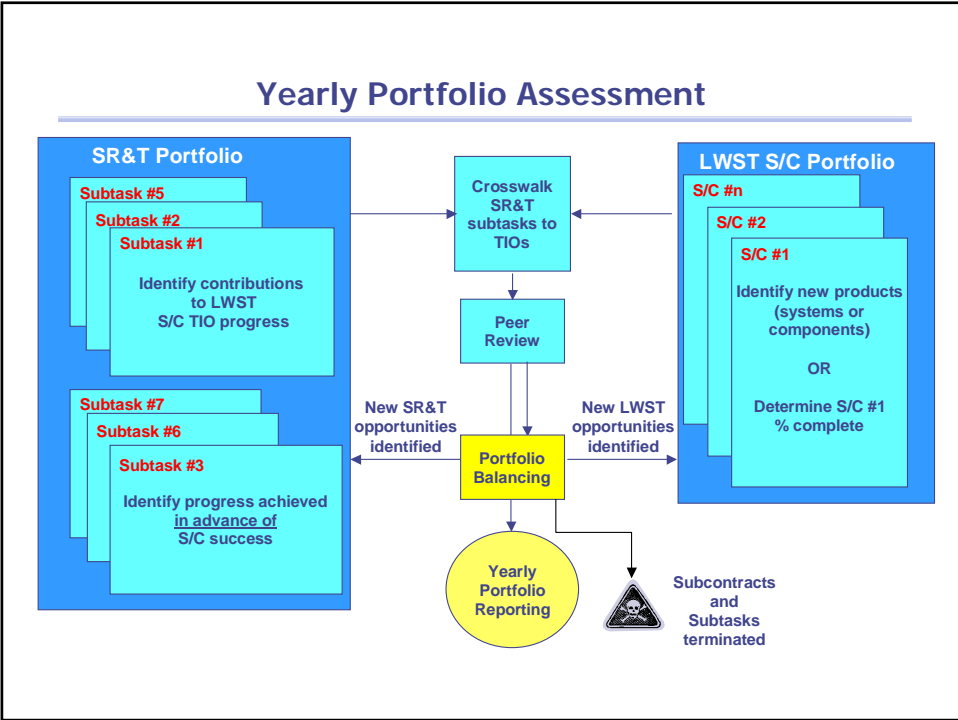 Yearly Portfolio Assessment
SR&T Portfolio
Subtask #5
Subtask #2
Subtask #1
Identify contributions
to LWST
S/C TIO progress
Subtask #7
Subtask #6
Subtask #3
Identify progress achieved
in advance of
S/C success
Crosswalk
SR&T
subtasks to
TIOs
Peer
Review
New SR&T
opportunities
identified
New LWST
opportunities
identified
Portfolio
Balancing
Yearly
Portfolio
Reporting
Subcontracts
and
Subtasks
terminated
LWST S/C Portfolio
S/C #n
S/C #2
S/C #1
Identify new products
(systems or
components)
OR
Determine S/C #1
% complete